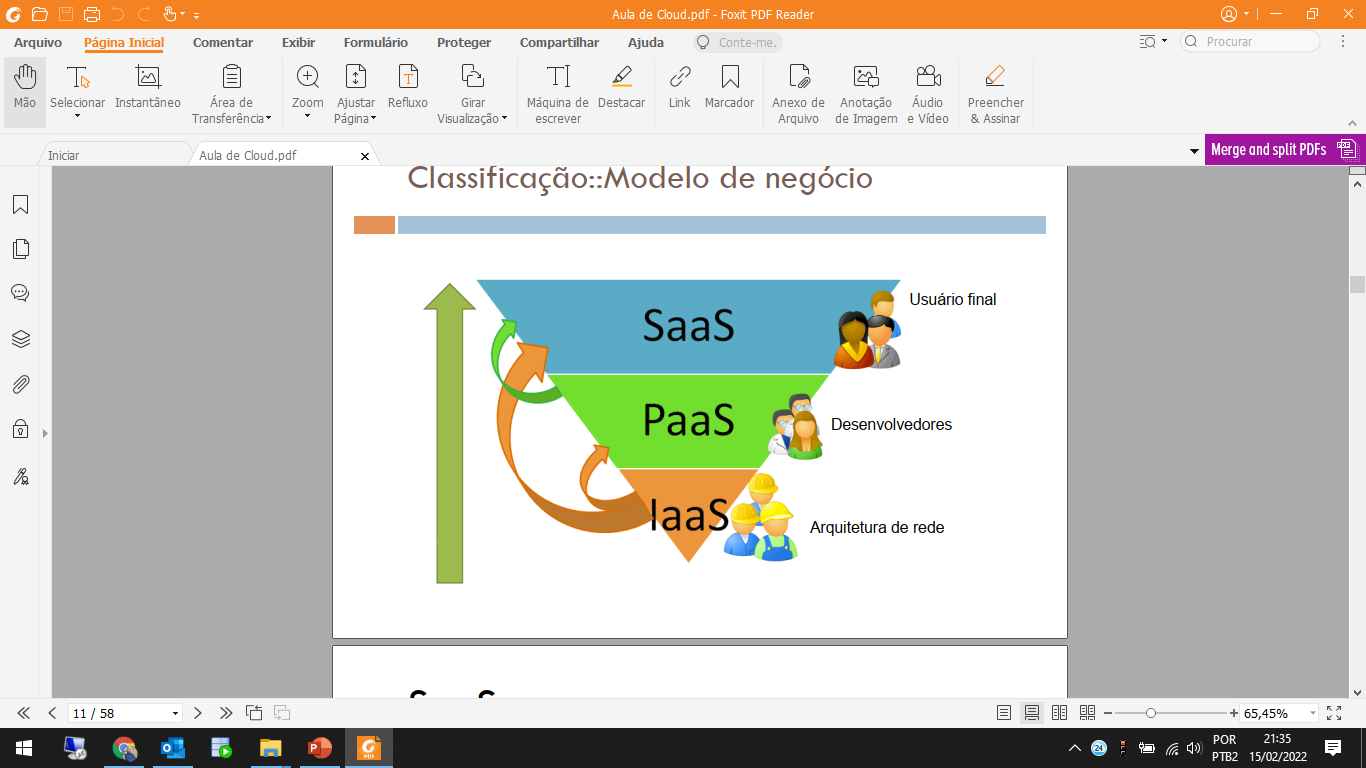 Aula de Cloud.pdf - Foxit PDF Reader
Arquivo
Página Inicial
Comentar
Exibir
Formulário
Proteger
Compartilhar
Ajuda
Conte-me.
Procurar
Mão
Selecionar
Instantâneo
Área de
Transferência
Zoom
Ajustar
Página
Refluxo
Girar
Visualização
Máquina de
escrever
Destacar
Link
Marcador
Anexo de
Arquivo
Anotação
de Imagem
Áudio
e Vídeo
Preencher
& Assinar
Iniciar
Aula de Cloud.pdf
Merge and split PDFs
Classificação::Modelo de negócio
SaaS
Usuário final
PaaS
Desenvolvedores
IaaS
Arquitetura de rede
11 / 58
65,45%
24
POR
PTB2
21:35
15/02/2022